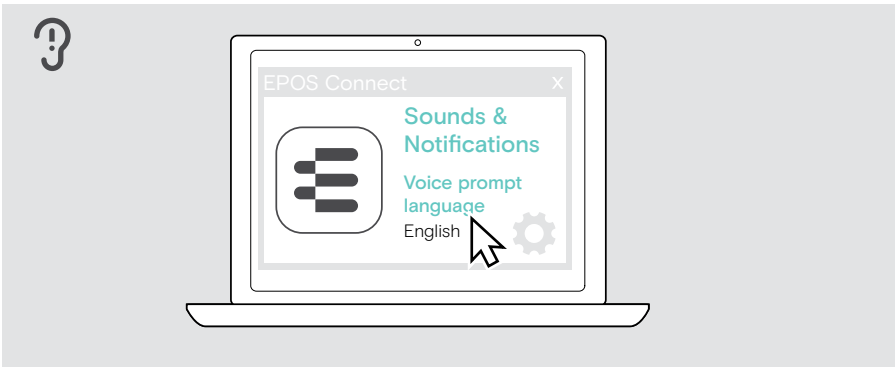 EPOS Connect X
Sounds &
Notifications
Voice prompt
language
English